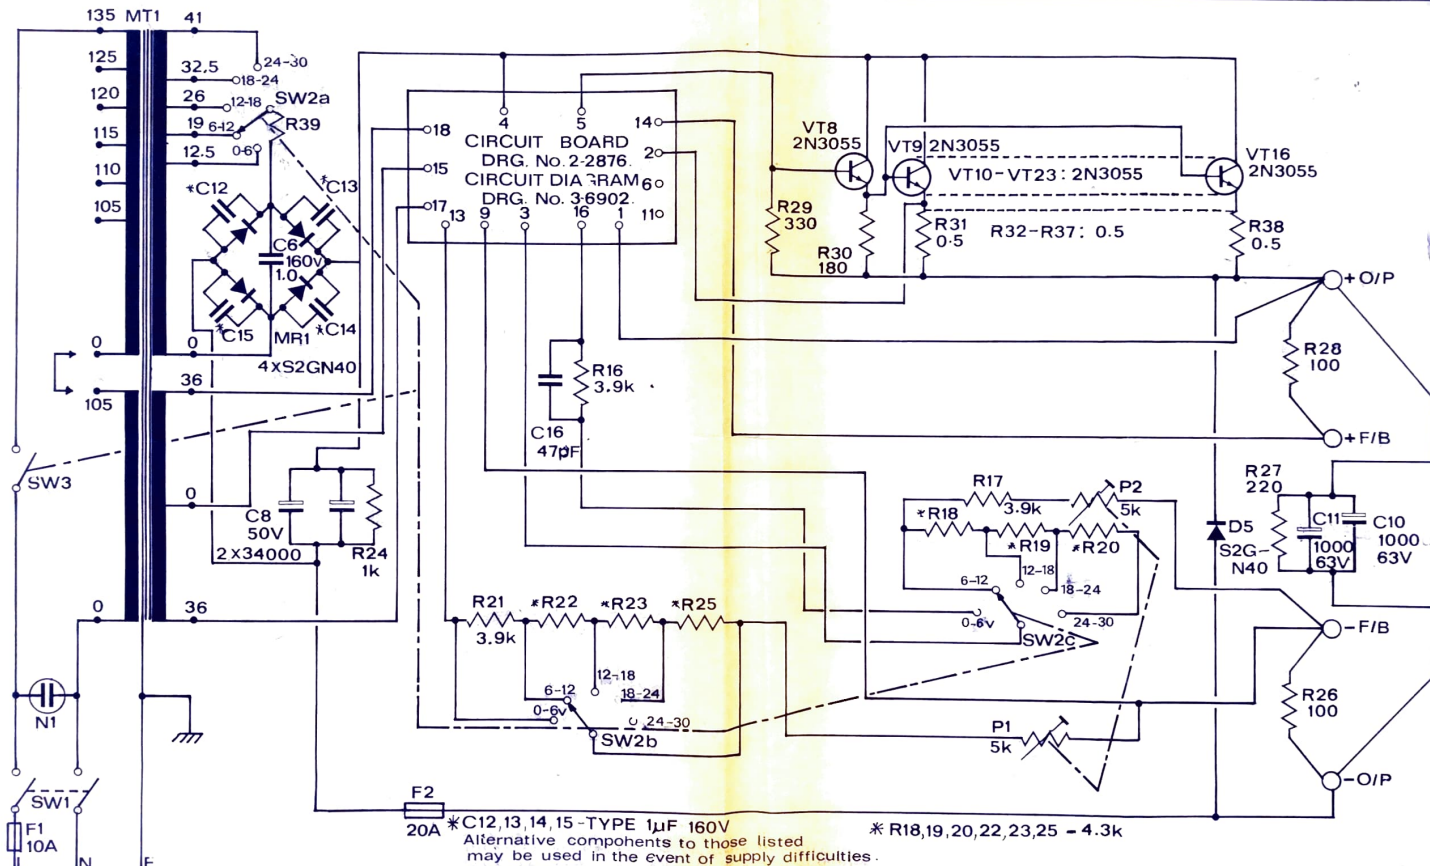 135 MT1 41
125
32.5
24-30
18-24
120
26
12-18
SW2a
115
19
6-12
R39
0-6
12.5
110
105
*C12
*C13
C6
160v
1.0
*C15
MR1
*C14
0
0
4xS2GN40
105
36
SW3
0
C8
50V
2 X 34000
R24
1k
0
36
N1
SW1
F1
10A
L N E
4
5
18
14
CIRCUIT BOARD
DRG. No. 2-2876.
15
2
CIRCUIT DIAGRAM
6
DRG. No. 3-6902.
17
13 9 3 16 1 11
VT8
2N3055
VT9 2N3055
VT16
2N3055
VT10-VT23: 2N3055
R29
330
R30
180
R31
0.5
R32-R37: 0.5
R38
0.5
+O/P
R28
100
+F/B
R16
3.9k
C16
47pF
R17
3.9k
P2
5k
*R18
*R19
*R20
12-18
6-12
18-24
0-6v
24-30
SW2c
D5
S2G-
N40
R27
220
C11
1000
63V
C10
1000
63V
-F/B
R21
3.9k
*R22
*R23
*R25
12-18
6-12
18-24
0-6v
24-30
SW2b
P1
5k
R26
100
-O/P
F2
20A
*C12,13,14,15-TYPE 1µF 160V
Alternative compohents to those listed
may be used in the event of supply difficulties.
* R18,19,20,22,23,25 - 4.3k